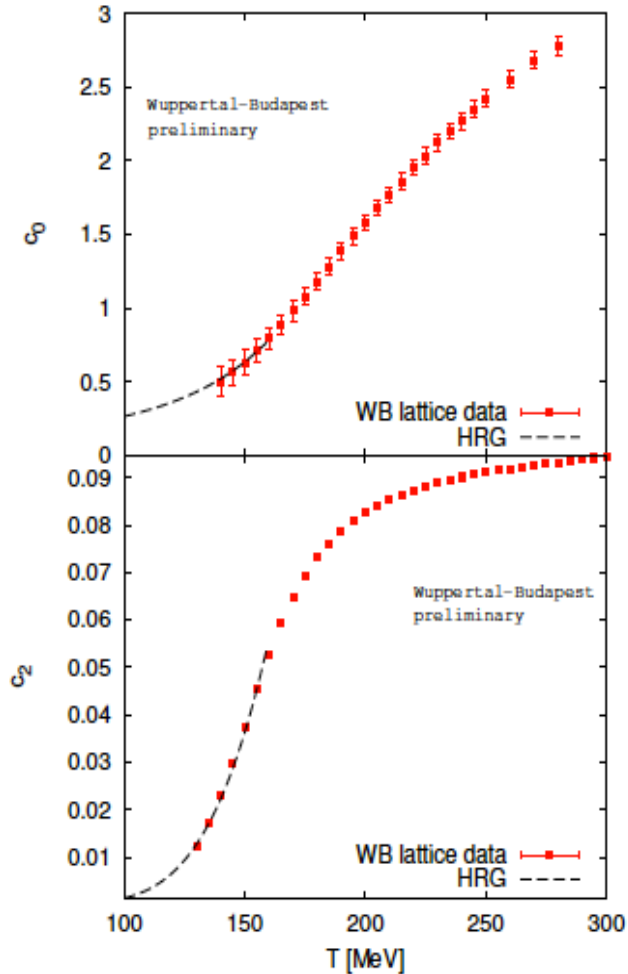 3
2.5
2
1.5
1
0.5
0
c₀
Wuppertal-Budapest
preliminary
WB lattice data
HRG
0.09
0.08
0.07
0.06
0.05
0.04
0.03
0.02
0.01
c₂
Wuppertal-Budapest
preliminary
WB lattice data
HRG
100 150 200 250 300
T [MeV]